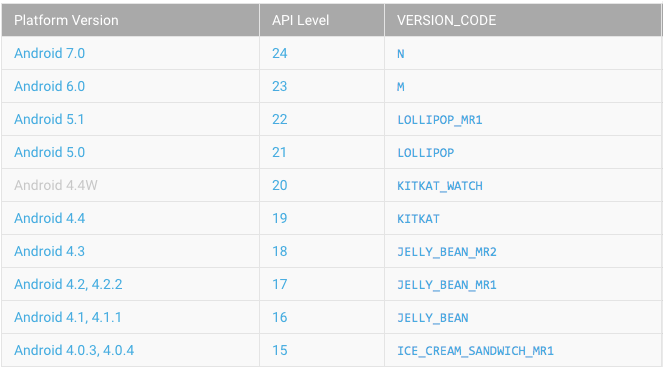 Platform Version API Level VERSION_CODE
Android 7.0 24 N
Android 6.0 23 M
Android 5.1 22 LOLLIPOP_MR1
Android 5.0 21 LOLLIPOP
Android 4.4W 20 KITKAT_WATCH
Android 4.4 19 KITKAT
Android 4.3 18 JELLY_BEAN_MR2
Android 4.2, 4.2.2 17 JELLY_BEAN_MR1
Android 4.1, 4.1.1 16 JELLY_BEAN
Android 4.0.3, 4.0.4 15 ICE_CREAM_SANDWICH_MR1